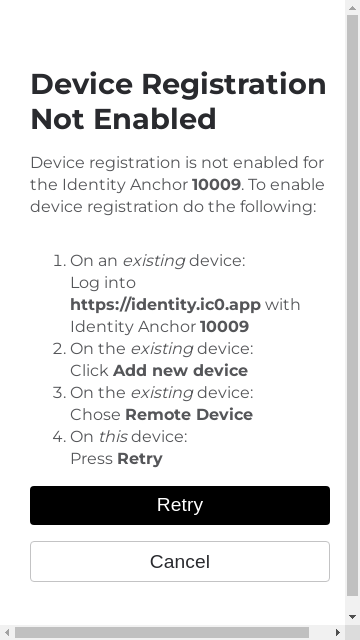 Device Registration
Not Enabled
Device registration is not enabled for
the Identity Anchor 10009. To enable
device registration do the following:
1. On an existing device:
Log into
https://identity.ic0.app with
Identity Anchor 10009
2. On the existing device:
Click Add new device
3. On the existing device:
Chose Remote Device
4. On this device:
Press Retry
Retry
Cancel